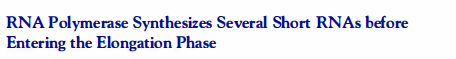 RNA Polymerase Synthesizes Several Short RNAs before
Entering the Elongation Phase